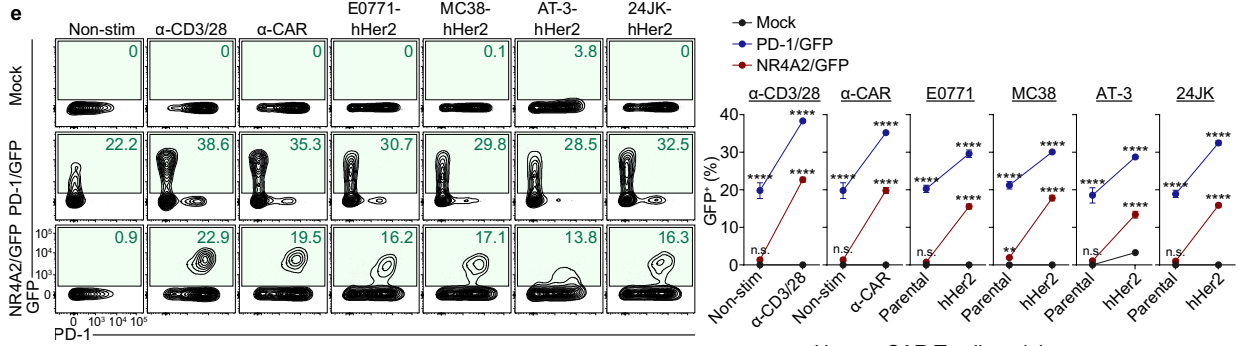 e
Non-stim α-CD3/28 α-CAR E0771-hHer2 MC38-hHer2 AT-3-hHer2 24JK-hHer2
Mock 0 0 0 0 0.1 3.8 0
PD-1/GFP 22.2 38.6 35.3 30.7 29.8 28.5 32.5
NR4A2/GFP 0.9 22.9 19.5 16.2 17.1 13.8 16.3
GFP
10⁵
10³
0
0 10³ 10⁴ 10⁵
PD-1
Mock
PD-1/GFP
NR4A2/GFP
α-CD3/28 α-CAR E0771 MC38 AT-3 24JK
GFP⁺ (%)
40
30
20
10
0
**** **** **** n.s.
**** **** **** n.s.
**** **** **** n.s.
**** **** **** **
**** **** **** n.s.
**** **** **** n.s.
Non-stim α-CD3/28 Non-stim α-CAR Parental hHer2 Parental hHer2 Parental hHer2 Parental hHer2